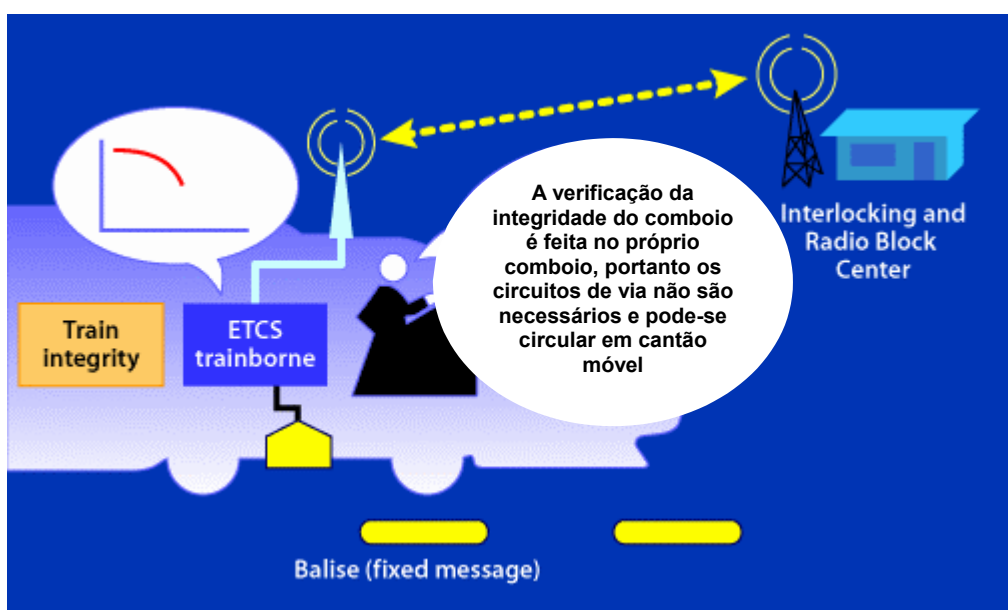 A verificação da
integridade do comboio
é feita no próprio
comboio, portanto os
circuitos de via não são
necessários e pode-se
circular em cantão
móvel
Interlocking and
Radio Block
Center
Train
integrity
ETCS
trainborne
Balise (fixed message)